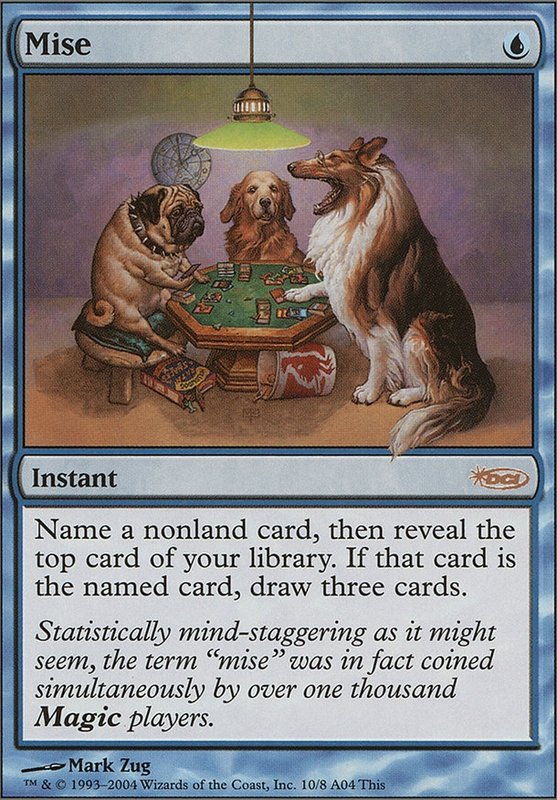 Mise
Instant
DCI
Name a nonland card, then reveal the
top card of your library. If that card is
the named card, draw three cards.
Statistically mind-staggering as it might
seem, the term “mise” was in fact coined
simultaneously by over one thousand
Magic players.
Mark Zug
™ & © 1993–2004 Wizards of the Coast, Inc. 10/8 A04 This